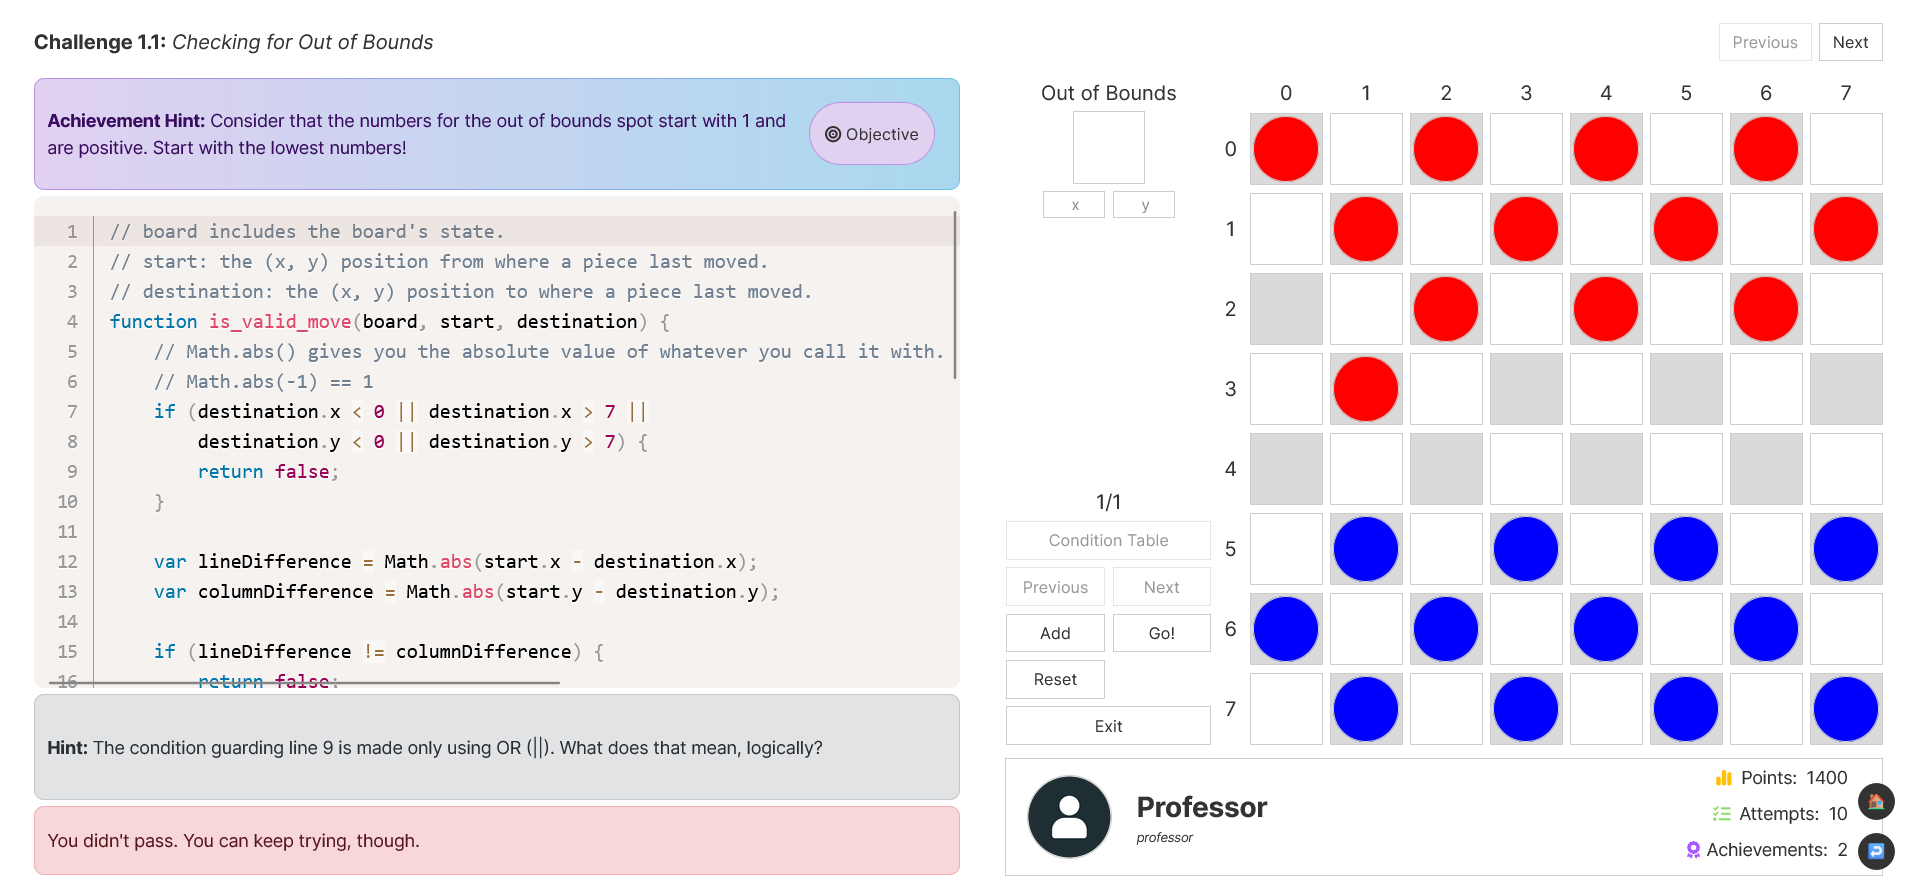 Challenge 1.1: Checking for Out of Bounds
Previous
Next
Achievement Hint: Consider that the numbers for the out of bounds spot start with 1 and
are positive. Start with the lowest numbers!
Objective
1 // board includes the board's state.
2 // start: the (x, y) position from where a piece last moved.
3 // destination: the (x, y) position to where a piece last moved.
4 function is_valid_move(board, start, destination) {
5 // Math.abs() gives you the absolute value of whatever you call it with.
6 // Math.abs(-1) == 1
7 if (destination.x < 0 || destination.x > 7 ||
8 destination.y < 0 || destination.y > 7) {
9 return false;
10 }
11
12 var lineDifference = Math.abs(start.x - destination.x);
13 var columnDifference = Math.abs(start.y - destination.y);
14
15 if (lineDifference != columnDifference) {
16 return false;
Hint: The condition guarding line 9 is made only using OR (||). What does that mean, logically?
You didn't pass. You can keep trying, though.
Out of Bounds
x y
1/1
Condition Table
Previous Next
Add Go!
Reset
Exit
0 1 2 3 4 5 6 7
0
1
2
3
4
5
6
7
Professor
professor
Points: 1400
Attempts: 10
Achievements: 2